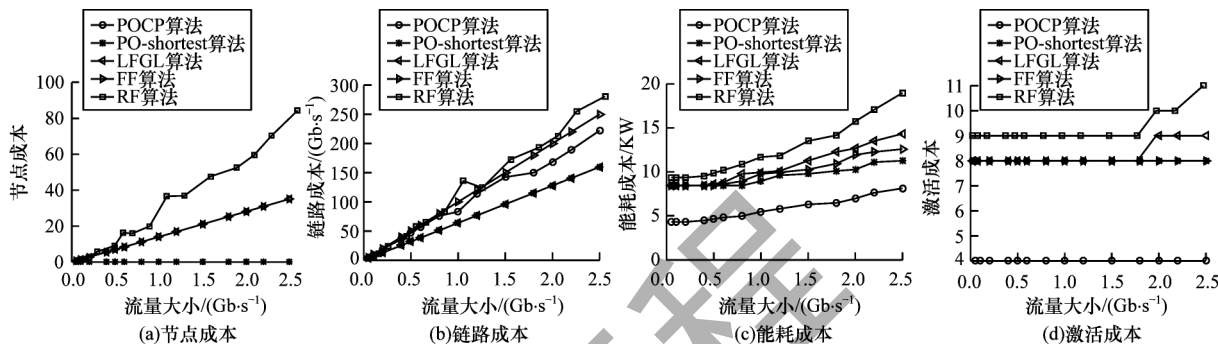 POCP算法
PO-shortest算法
LFGL算法
FF算法
RF算法
100
80
60
40
20
0
节点成本
0.0
0.5
1.0
1.5
2.0
2.5
流量大小/(Gb·s⁻¹)
(a)节点成本
POCP算法
PO-shortest算法
LFGL算法
FF算法
RF算法
300
250
200
150
100
50
0
链路成本/(Gb·s⁻¹)
0.0
0.5
1.0
1.5
2.0
2.5
流量大小/(Gb·s⁻¹)
(b)链路成本
POCP算法
PO-shortest算法
LFGL算法
FF算法
RF算法
20
15
10
5
0
能耗成本/KW
0.0
0.5
1.0
1.5
2.0
2.5
流量大小/(Gb·s⁻¹)
(c)能耗成本
POCP算法
PO-shortest算法
LFGL算法
FF算法
RF算法
11
10
9
8
7
6
5
4
激活成本
0.0
0.5
1.0
1.5
2.0
2.5
流量大小/(Gb·s⁻¹)
(d)激活成本
程